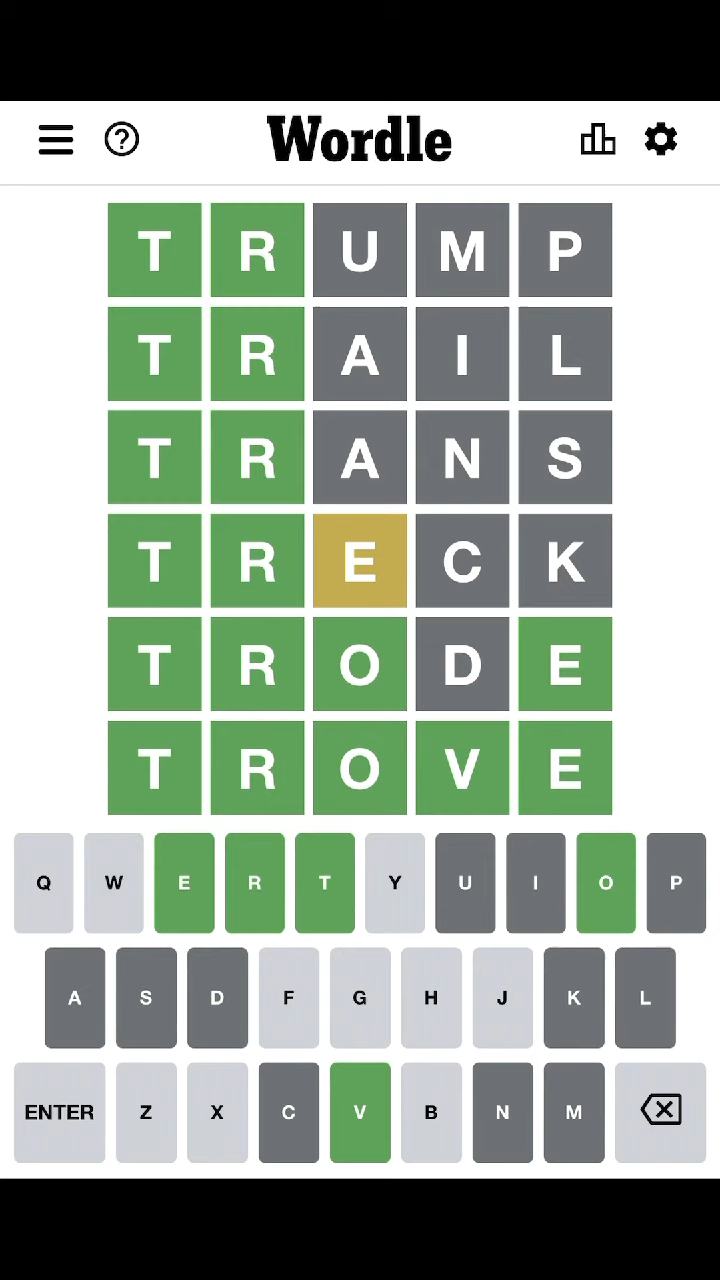 Wordle
TRUMP
TRAIL
TRANS
TRECK
TRODE
TROVE
Q W E R T Y U I O P
A S D F G H J K L
ENTER Z X C V B N M